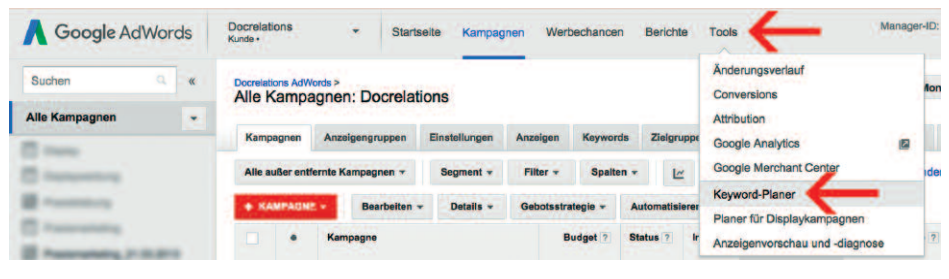 Google AdWords
Docrelations
Kunde
Startseite Kampagnen Werbechancen Berichte Tools
Manager-ID:
Suchen «
Alle Kampagnen
Docrelations AdWords >
Alle Kampagnen: Docrelations
Kampagnen Anzeigengruppen Einstellungen Anzeigen Keywords Zielgruppe
Alle außer entfernte Kampagnen Segment Filter Spalten
+ KAMPAGNE Bearbeiten Details Gebotsstrategie Automatisieren
Kampagne Budget ? Status ? ?
Änderungsverlauf
Conversions
Attribution
Google Analytics
Google Merchant Center
Keyword-Planer
Planer für Displaykampagnen
Anzeigenvorschau und -diagnose